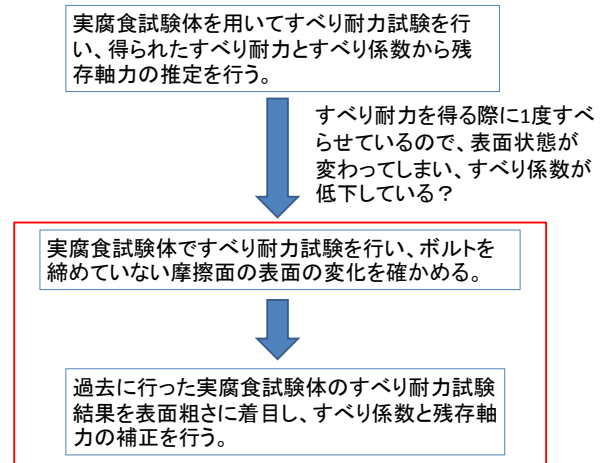 実腐食試験体を用いてすべり耐力試験を行
い、得られたすべり耐力とすべり係数から残
存軸力の推定を行う。
すべり耐力を得る際に1度すべ
らせているので、表面状態が
変わってしまい、すべり係数が
低下している？
実腐食試験体ですべり耐力試験を行い、ボルトを
締めていない摩擦面の表面の変化を確かめる。
過去に行った実腐食試験体のすべり耐力試験
結果を表面粗さに着目し、すべり係数と残存軸
力の補正を行う。